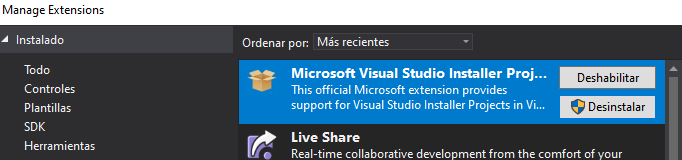 Manage Extensions
Instalado
Ordenar por: Más recientes
Todo
Controles
Plantillas
SDK
Herramientas
Microsoft Visual Studio Installer Proj...
This official Microsoft extension provides
support for Visual Studio Installer Projects in Vi...
Deshabilitar
Desinstalar
Live Share
Real-time collaborative development from the comfort of your